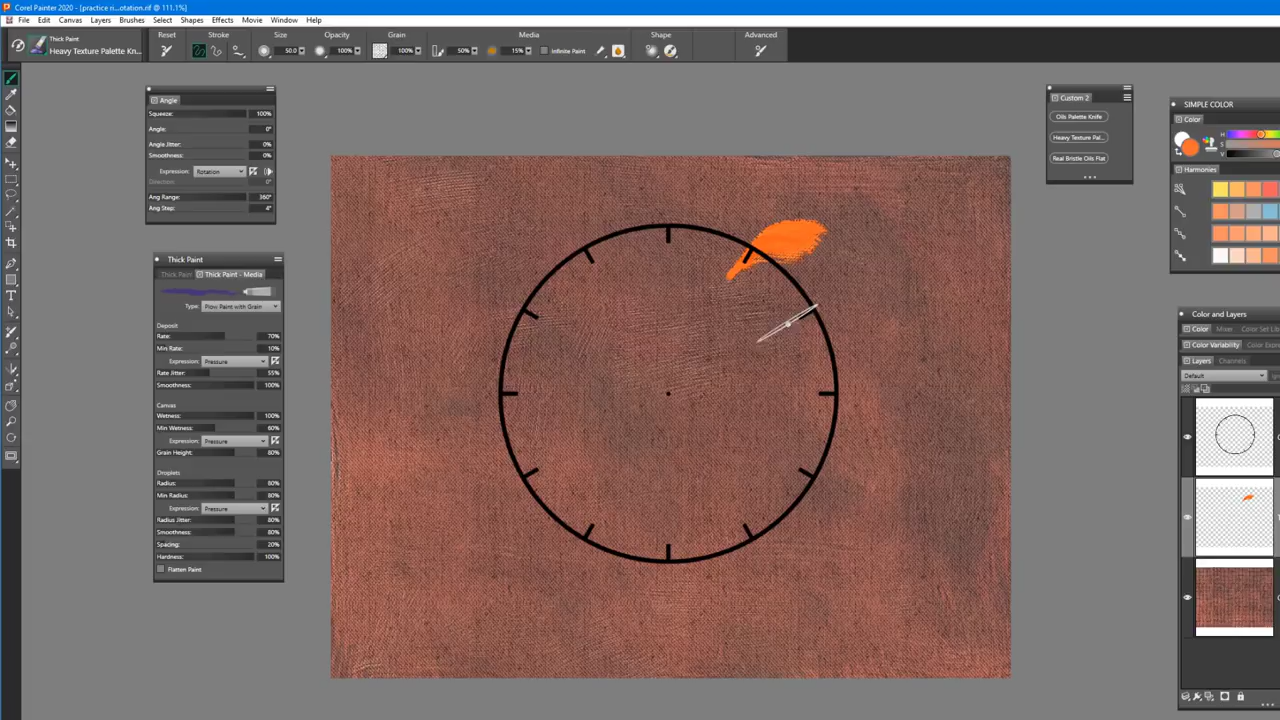 Corel Painter 2020 - [practice ri...otation.rif @ 111.1%]
File Edit Canvas Layers Brushes Select Shapes Effects Movie Window Help
Thick Paint
Heavy Texture Palette Kn...
Reset Stroke Size Opacity Grain Media Shape Advanced
50.0 100% 100% 50% 15% Infinite Paint
Angle
Squeeze: 100%
Angle: 0°
Angle Jitter: 0%
Smoothness: 0%
Expression: Rotation
Direction: 0°
Ang Range: 360°
Ang Step: 4°
Thick Paint
Thick Paint Thick Paint - Media
Type: Plow Paint with Grain
Deposit
Rate: 70%
Min Rate: 10%
Expression: Pressure
Rate Jitter: 55%
Smoothness: 100%
Canvas
Wetness: 100%
Min Wetness: 60%
Expression: Pressure
Grain Height: 80%
Droplets
Radius: 80%
Min Radius: 80%
Expression: Pressure
Radius Jitter: 80%
Smoothness: 80%
Spacing: 20%
Hardness: 100%
Flatten Paint
Custom 2
Oils Palette Knife
Heavy Texture Pal...
Real Bristle Oils Flat
SIMPLE COLOR
Color
H
S
V
Harmonies
Color and Layers
Color Mixer Color Set Lib
Color Variability Color Expre
Layers Channels
Default